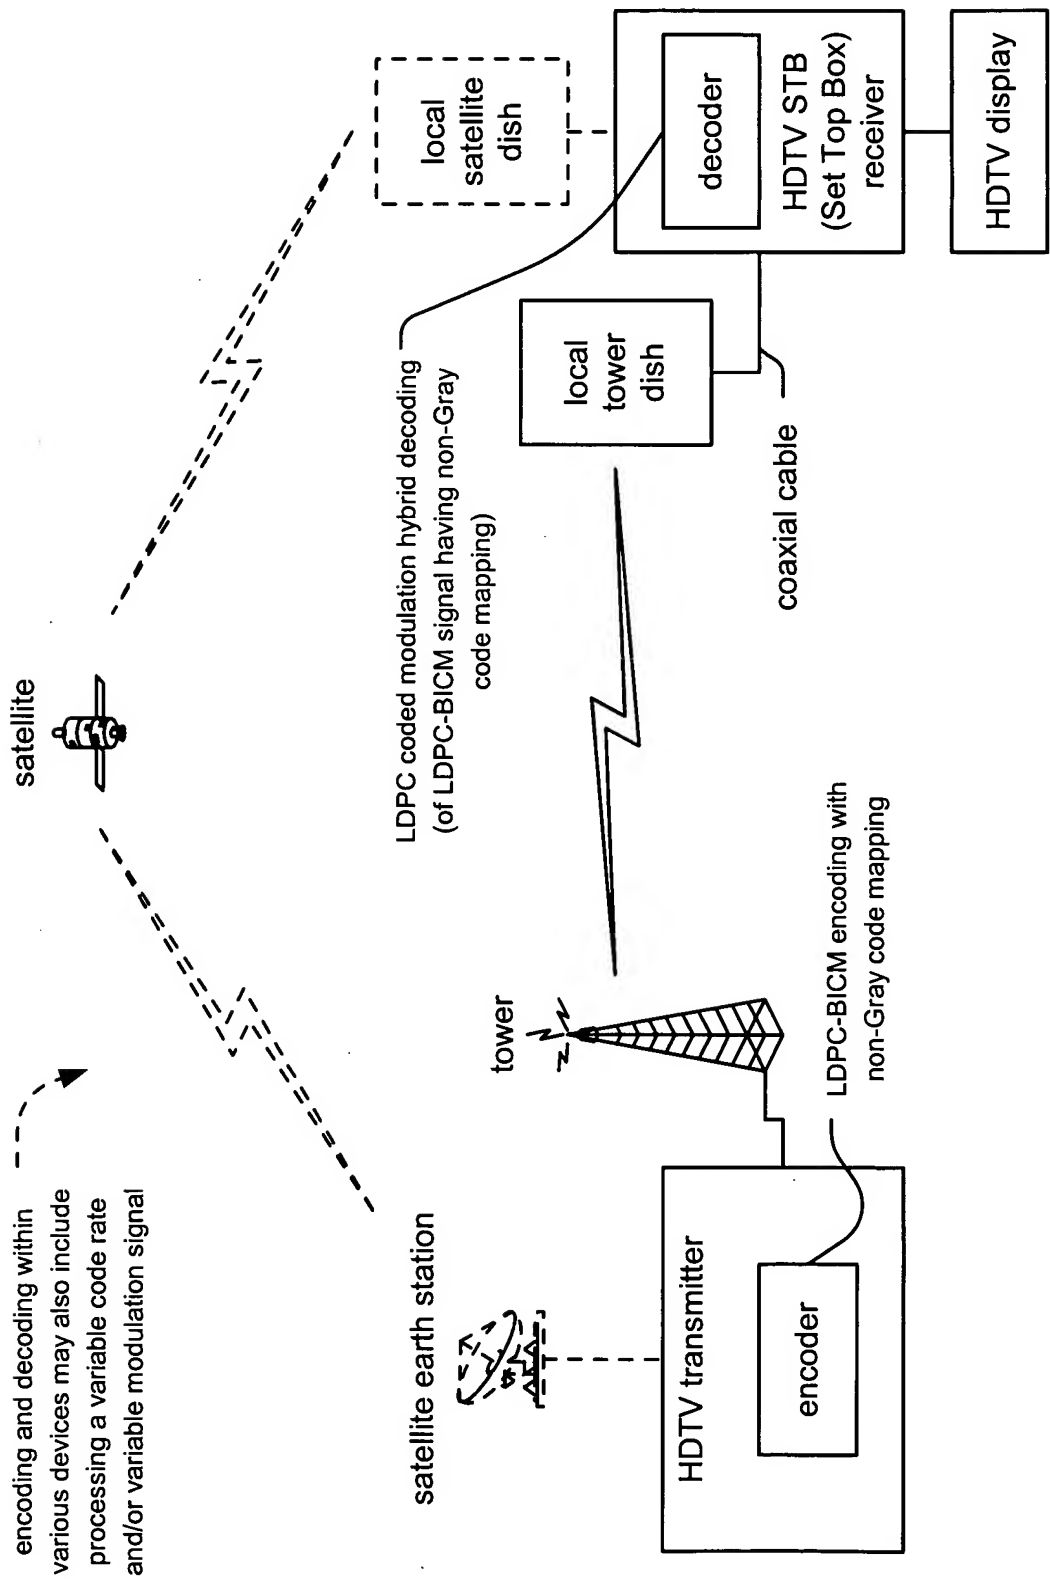 encoding and decoding within
various devices may also include
processing a variable code rate
and/or variable modulation signal
satellite
satellite earth station
HDTV transmitter
encoder
tower
LDPC-BICM encoding with
non-Gray code mapping
LDPC coded modulation hybrid decoding
(of LDPC-BICM signal having non-Gray
code mapping)
local
tower
dish
coaxial cable
local
satellite
dish
decoder
HDTV STB
(Set Top Box)
receiver
HDTV display